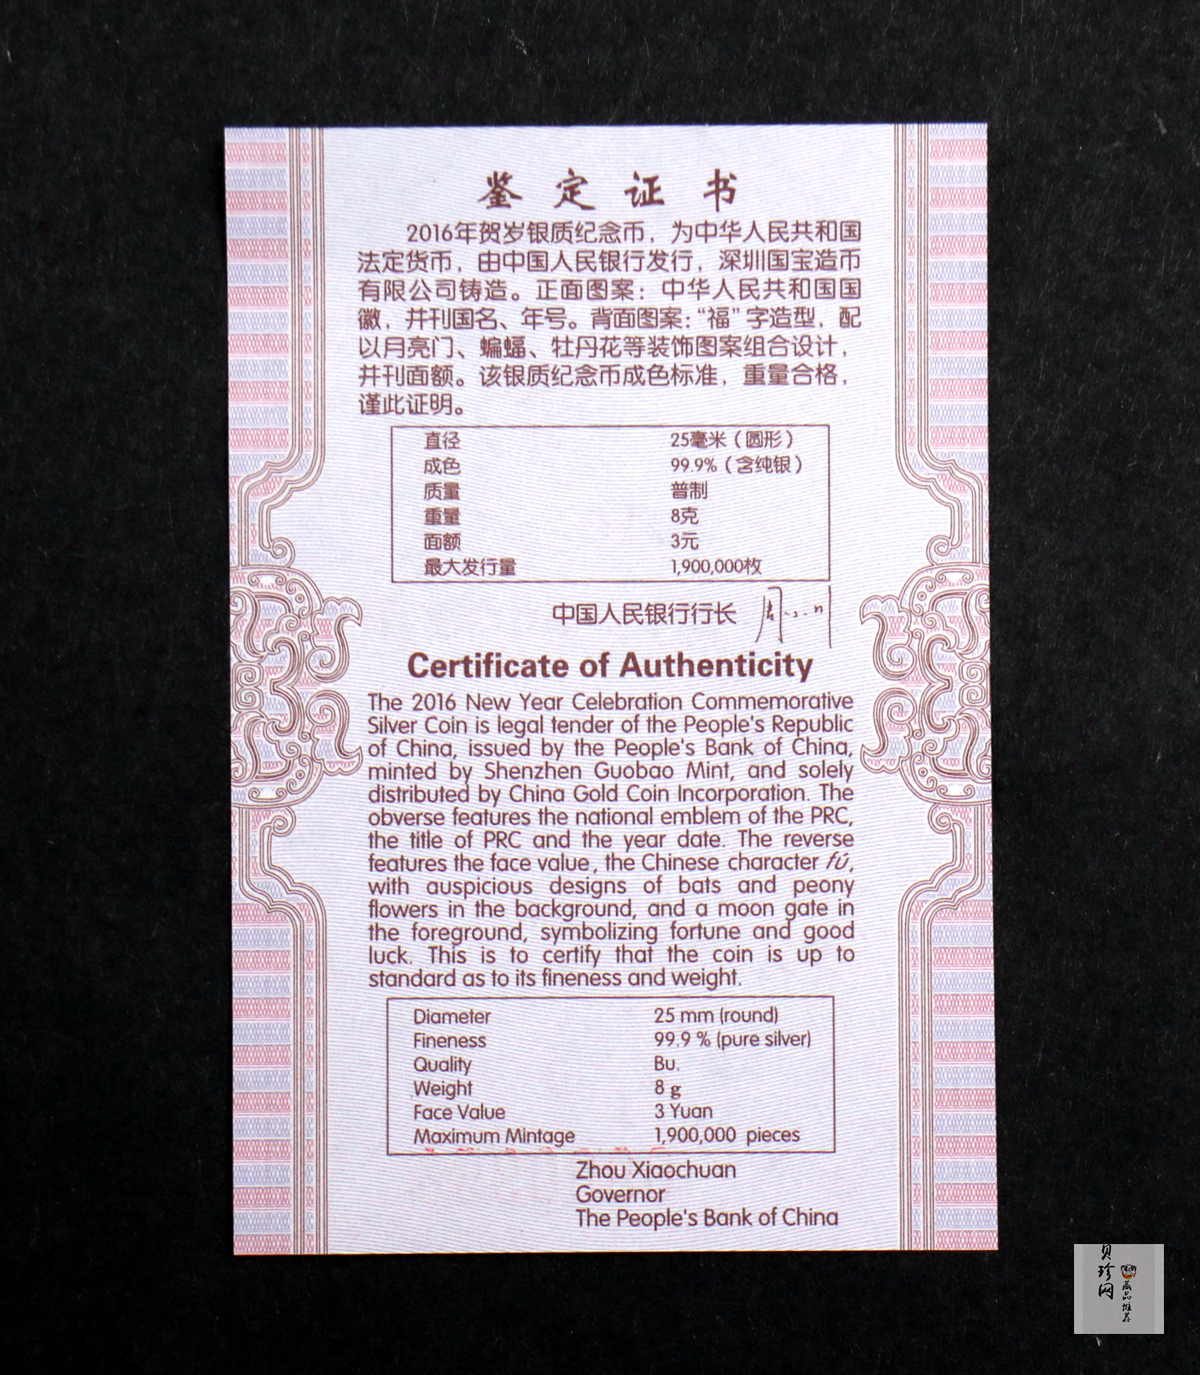 鉴定证书
2016年贺岁银质纪念币，为中华人民共和国
法定货币，由中国人民银行发行，深圳国宝造币
有限公司铸造。正面图案：中华人民共和国国
徽，并刊国名、年号。背面图案：“福”字造型，配
以月亮门、蝙蝠、牡丹花等装饰图案组合设计，
并刊面额。该银质纪念币成色标准，重量合格，
谨此证明。
直径 25毫米（圆形）
成色 99.9%（含纯银）
质量 普制
重量 8克
面额 3元
最大发行量 1,900,000枚
中国人民银行行长
Certificate of Authenticity
The 2016 New Year Celebration Commemorative
Silver Coin is legal tender of the People's Republic
of China, issued by the People's Bank of China,
minted by Shenzhen Guobao Mint, and solely
distributed by China Gold Coin Incorporation. The
obverse features the national emblem of the PRC,
the title of PRC and the year date. The reverse
features the face value, the Chinese character fú,
with auspicious designs of bats and peony
flowers in the background, and a moon gate in
the foreground, symbolizing fortune and good
luck. This is to certify that the coin is up to
standard as to its fineness and weight.
Diameter 25 mm (round)
Fineness 99.9 % (pure silver)
Quality Bu.
Weight 8 g
Face Value 3 Yuan
Maximum Mintage 1,900,000 pieces
Zhou Xiaochuan
Governor
The People's Bank of China
贝珍网
藏品推荐